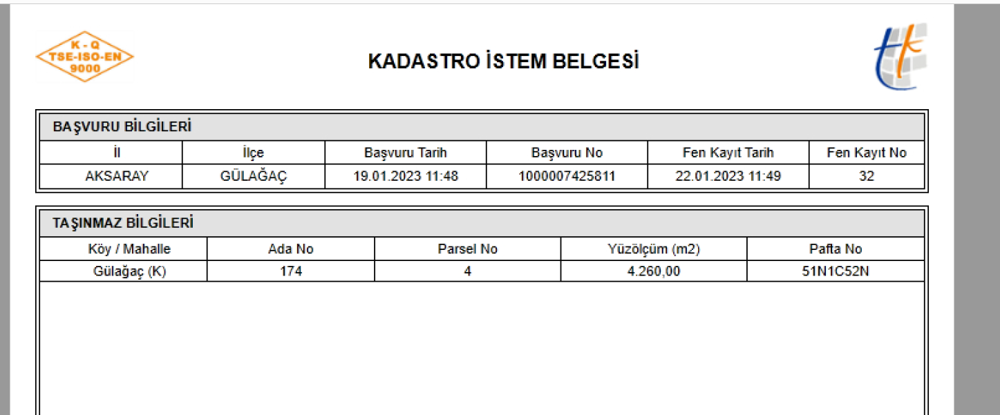 K - Q
TSE-ISO-EN
9000
KADASTRO İSTEM BELGESİ
tk
BAŞVURU BİLGİLERİ
İl İlçe Başvuru Tarih Başvuru No Fen Kayıt Tarih Fen Kayıt No
AKSARAY GÜLAĞAÇ 19.01.2023 11:48 1000007425811 22.01.2023 11:49 32
TAŞINMAZ BİLGİLERİ
Köy / Mahalle Ada No Parsel No Yüzölçüm (m2) Pafta No
Gülağaç (K) 174 4 4.260,00 51N1C52N